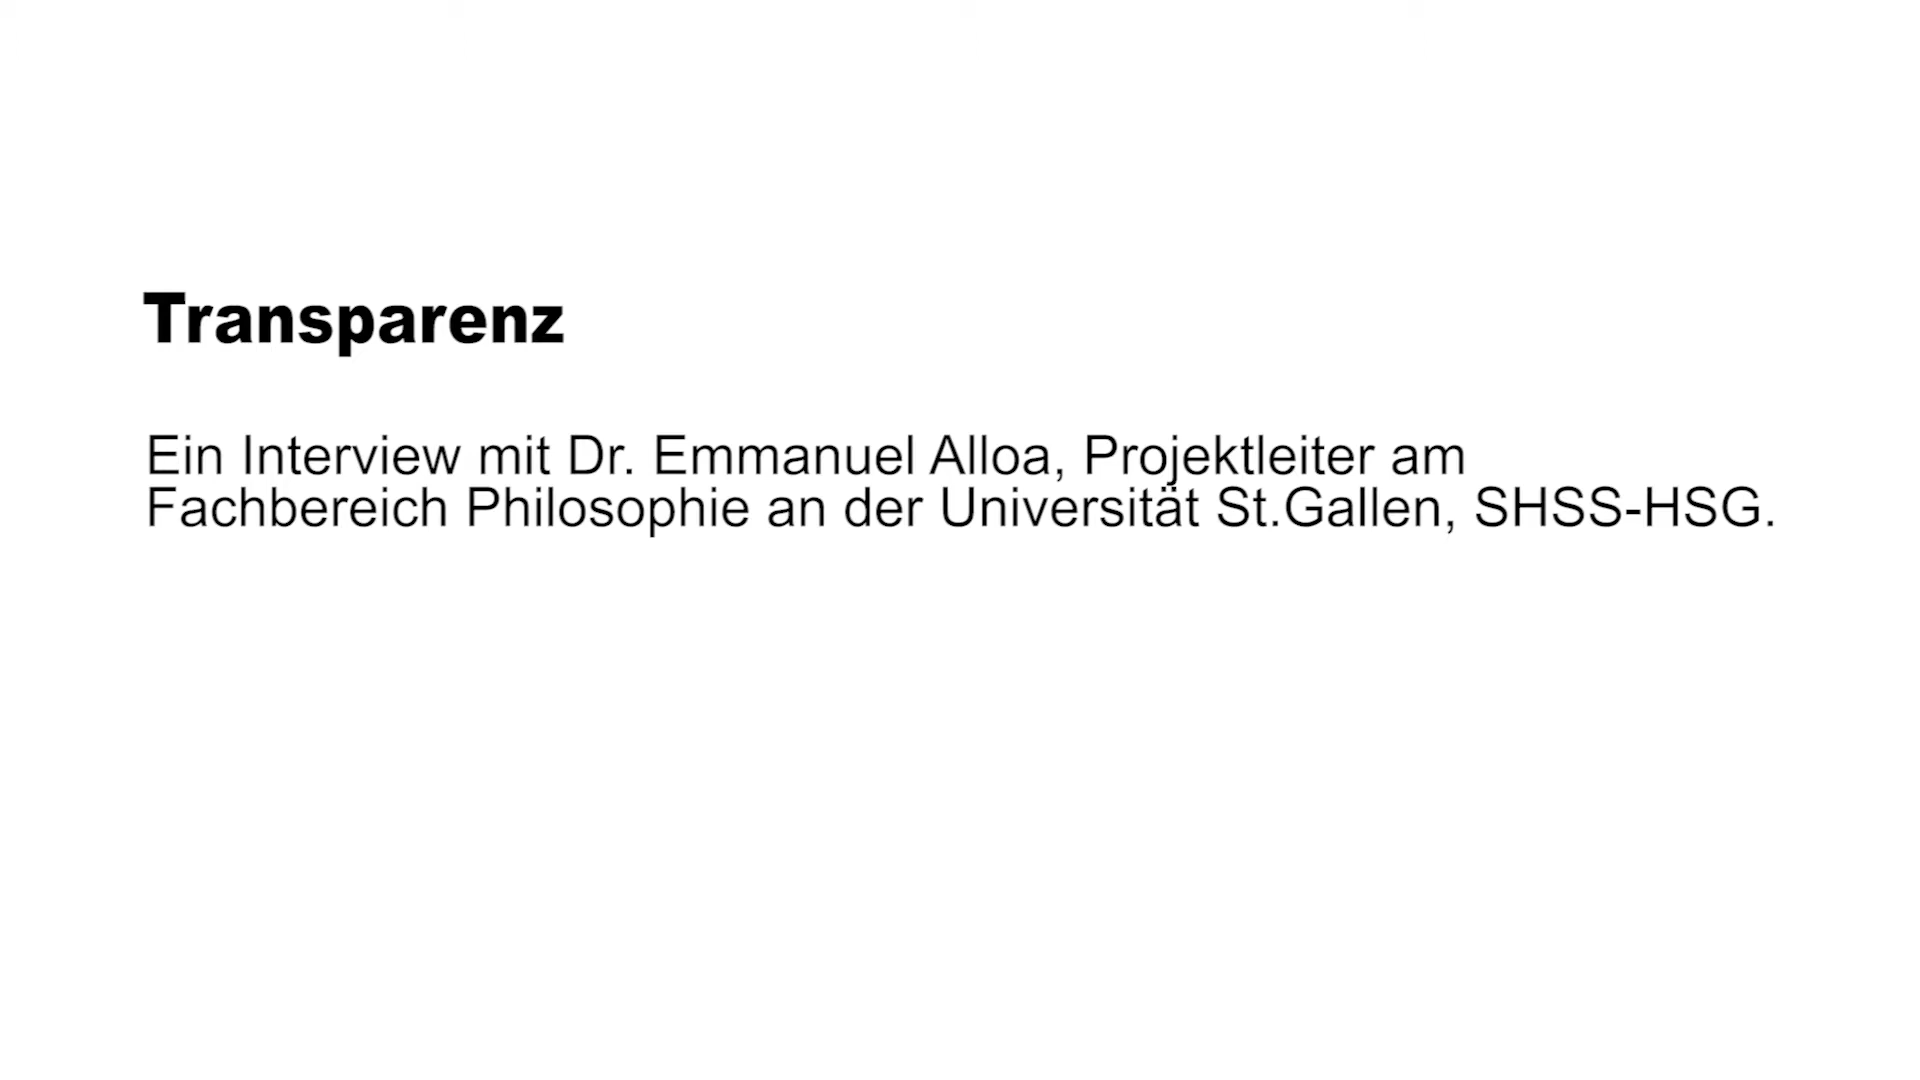 Transparenz
Ein Interview mit Dr. Emmanuel Alloa, Projektleiter am
Fachbereich Philosophie an der Universität St.Gallen, SHSS-HSG.